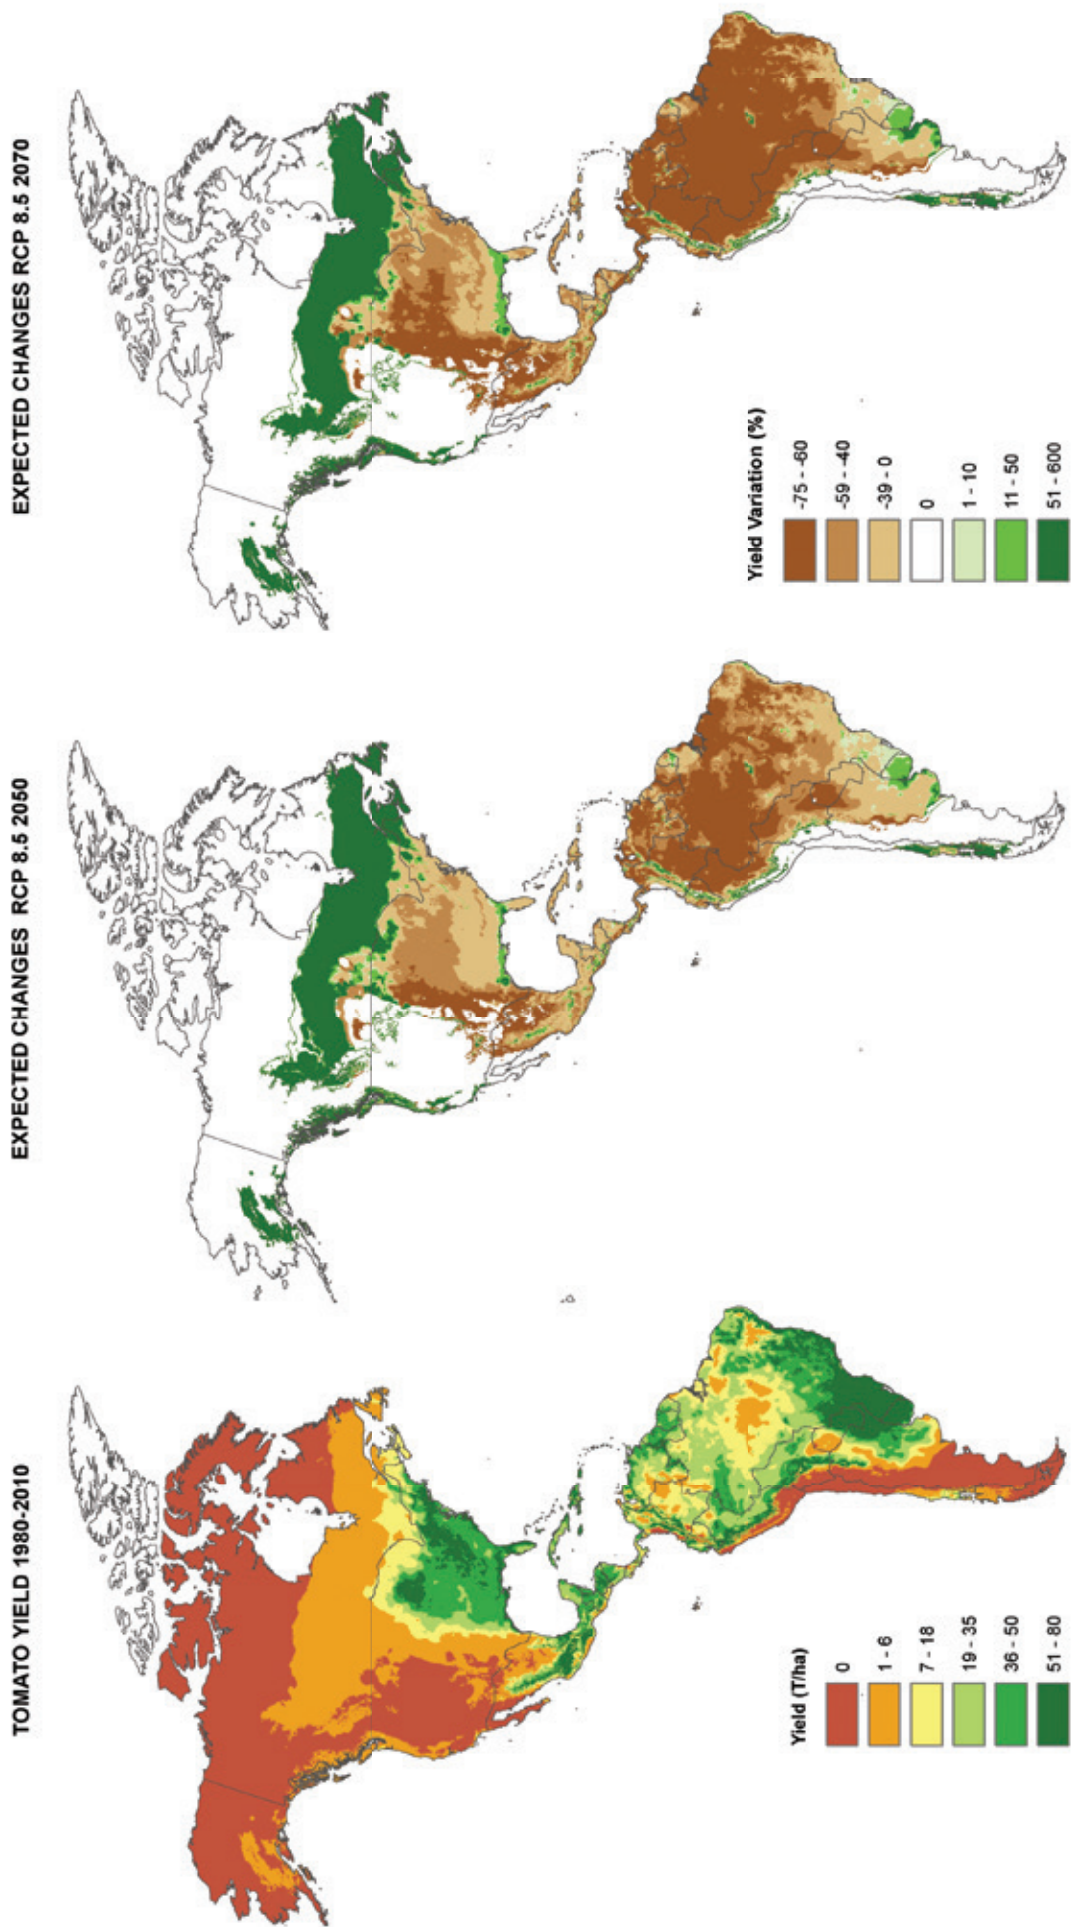 TOMATO YIELD 1980-2010
Yield (T/ha)
0
1 - 6
7 - 18
19 - 35
36 - 50
51 - 80
EXPECTED CHANGES RCP 8.5 2050
EXPECTED CHANGES RCP 8.5 2070
Yield Variation (%)
-75 - -60
-59 - -40
-39 - 0
0
1 - 10
11 - 50
51 - 600